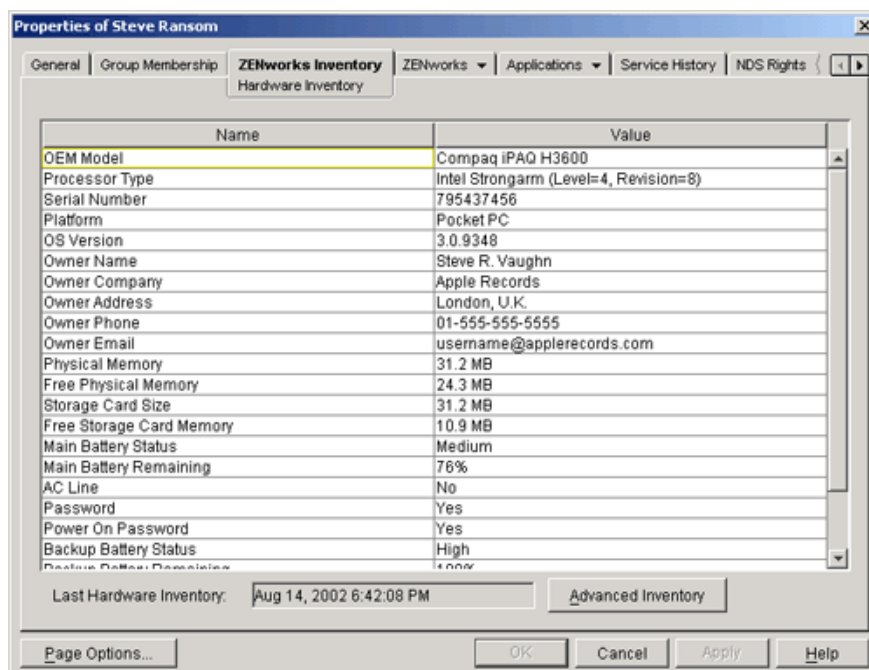 Properties of Steve Ransom
General Group Membership ZENworks Inventory ZENworks Applications Service History NDS Rights
Hardware Inventory
Name Value
OEM Model Compaq iPAQ H3600
Processor Type Intel Strongarm (Level=4, Revision=8)
Serial Number 795437456
Platform Pocket PC
OS Version 3.0.9348
Owner Name Steve R. Vaughn
Owner Company Apple Records
Owner Address London, U.K.
Owner Phone 01-555-555-5555
Owner Email username@applerecords.com
Physical Memory 31.2 MB
Free Physical Memory 24.3 MB
Storage Card Size 31.2 MB
Free Storage Card Memory 10.9 MB
Main Battery Status Medium
Main Battery Remaining 76%
AC Line No
Password Yes
Power On Password Yes
Backup Battery Status High
Backup Battery Remaining 100%
Last Hardware Inventory: Aug 14, 2002 6:42:08 PM Advanced Inventory
Page Options... OK Cancel Apply Help